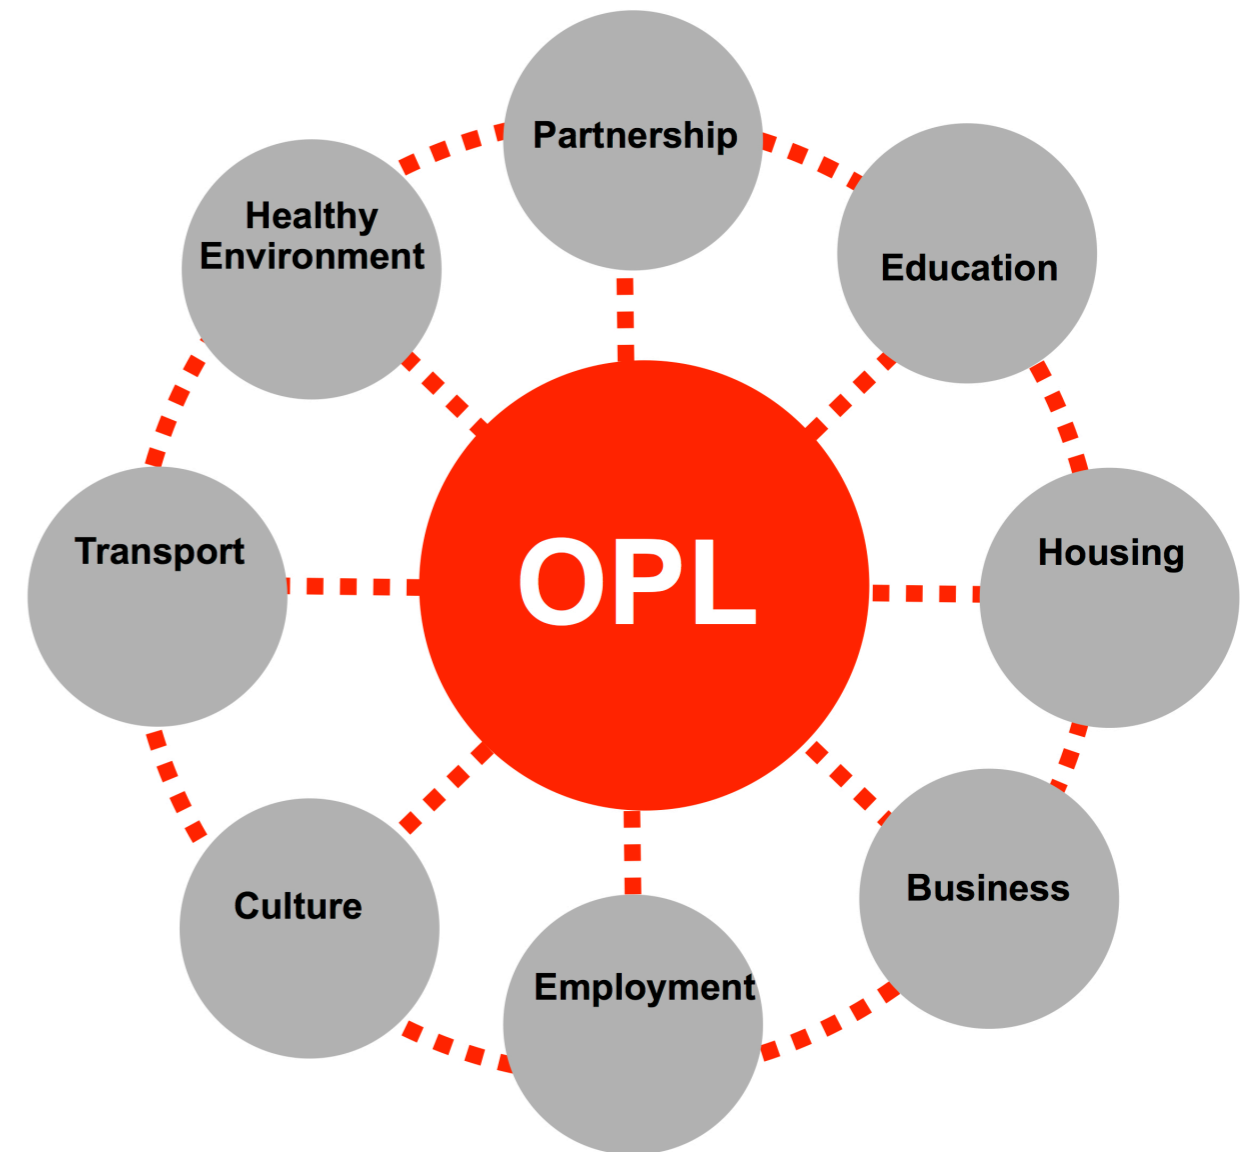 Partnership
Healthy
Environment
Education
Transport
OPL
Housing
Culture
Business
Employment